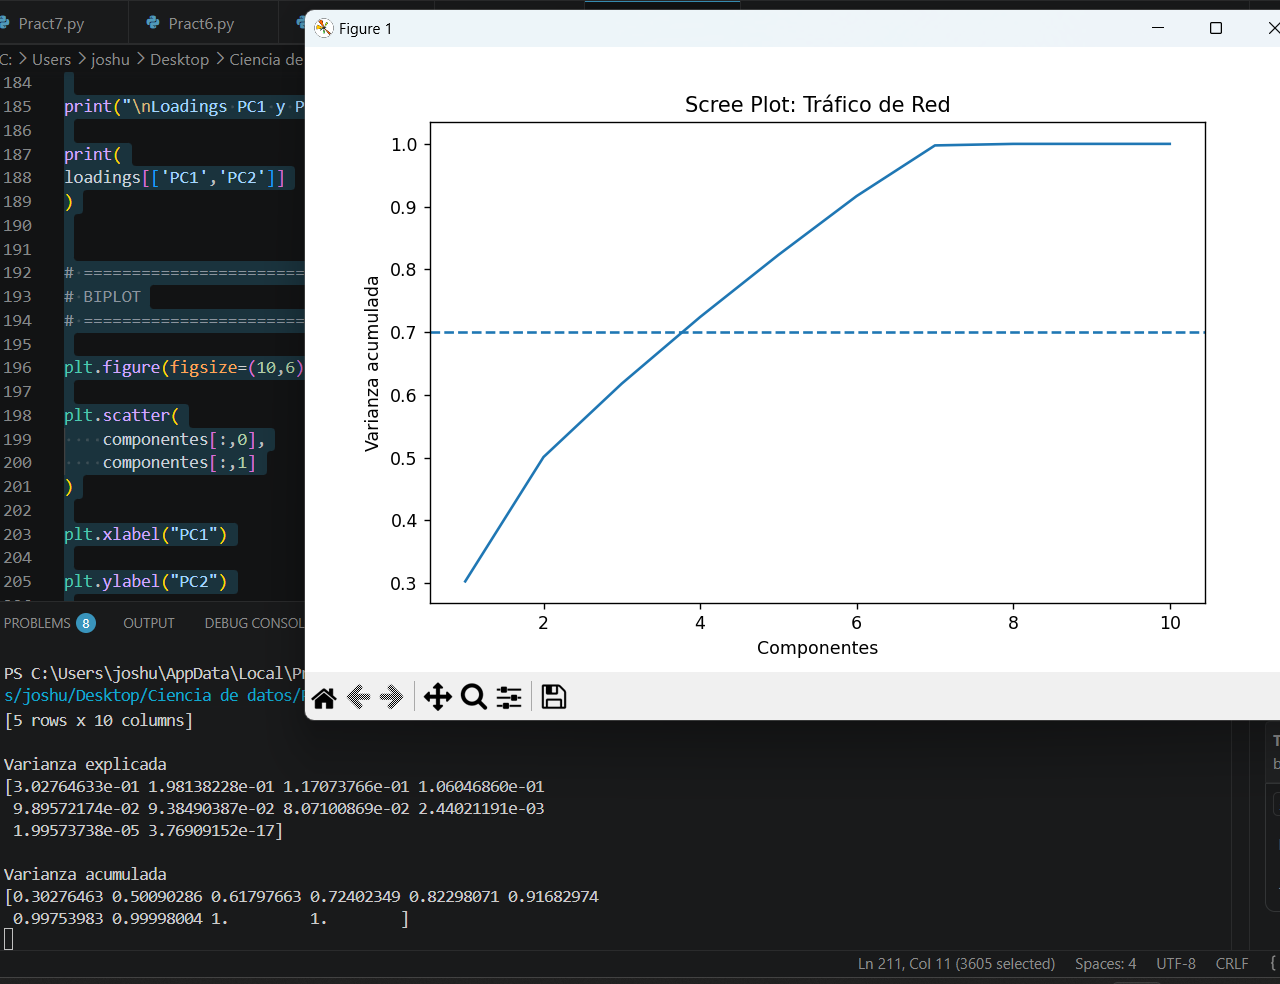 Pract7.py
Pract6.py
C: > Users > joshu > Desktop > Ciencia de
184
185 print("\nLoadings PC1 y P
186
187 print(
188 loadings[['PC1','PC2']]
189 )
190
191
192 # =======================
193 # BIPLOT
194 # =======================
195
196 plt.figure(figsize=(10,6)
197
198 plt.scatter(
199 componentes[:,0],
200 componentes[:,1]
201 )
202
203 plt.xlabel("PC1")
204
205 plt.ylabel("PC2")
Figure 1
Scree Plot: Tráfico de Red
Varianza acumulada
1.0
0.9
0.8
0.7
0.6
0.5
0.4
0.3
2 4 6 8 10
Componentes
PROBLEMS 8 OUTPUT DEBUG CONSOL
PS C:\Users\joshu\AppData\Local\Pr
s/joshu/Desktop/Ciencia de datos/P
[5 rows x 10 columns]
Varianza explicada
[3.02764633e-01 1.98138228e-01 1.17073766e-01 1.06046860e-01
9.89572174e-02 9.38490387e-02 8.07100869e-02 2.44021191e-03
1.99573738e-05 3.76909152e-17]
Varianza acumulada
[0.30276463 0.50090286 0.61797663 0.72402349 0.82298071 0.91682974
0.99753983 0.99998004 1. 1. ]
Ln 211, Col 11 (3605 selected) Spaces: 4 UTF-8 CRLF {